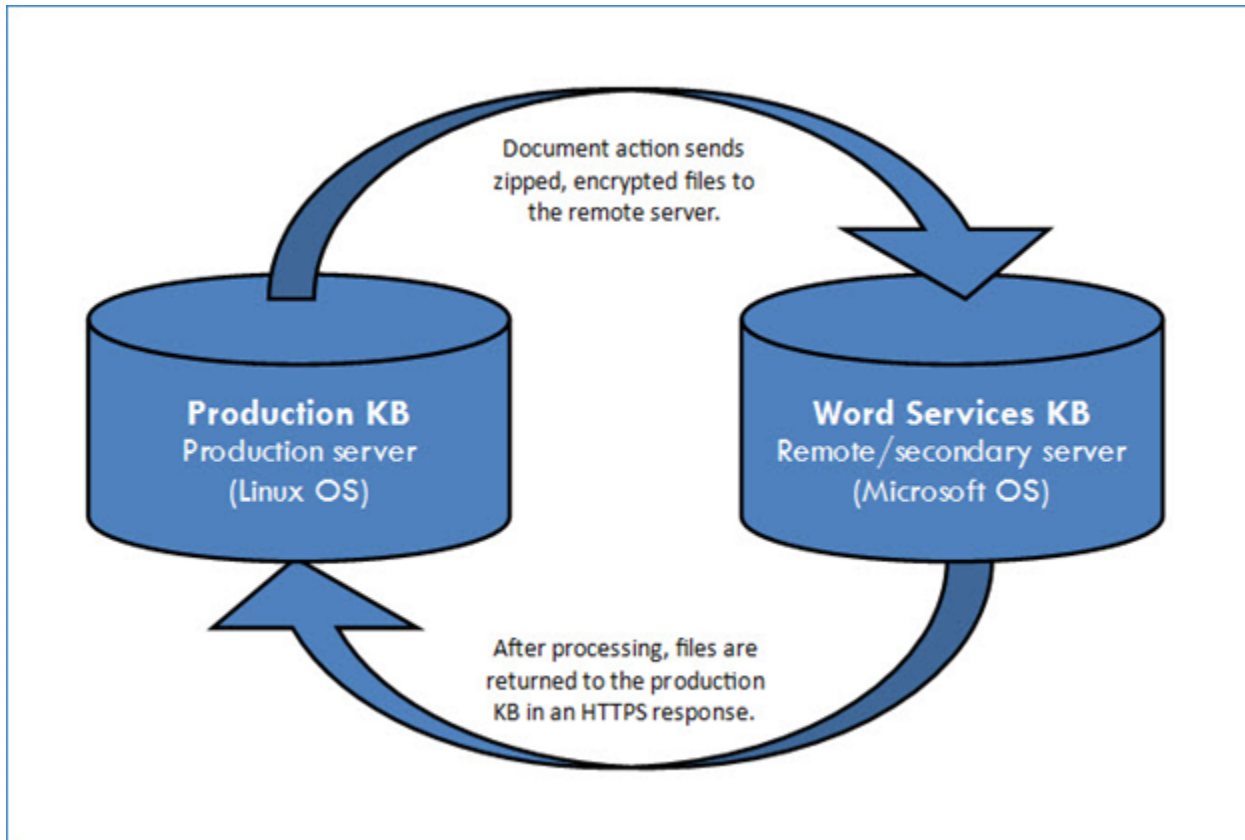 Document action sends
zipped, encrypted files to
the remote server.
Production KB
Production server
(Linux OS)
Word Services KB
Remote/secondary server
(Microsoft OS)
After processing, files are
returned to the production
KB in an HTTPS response.